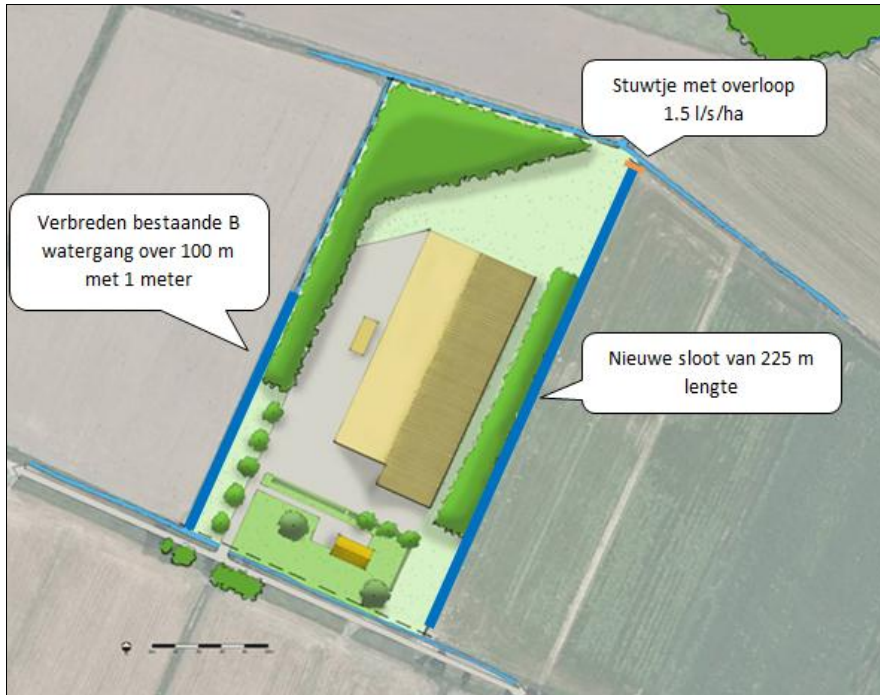 Stuwtje met overloop
1.5 l/s/ha
Verbreden bestaande B
watergang over 100 m
met 1 meter
Nieuwe sloot van 225 m
lengte